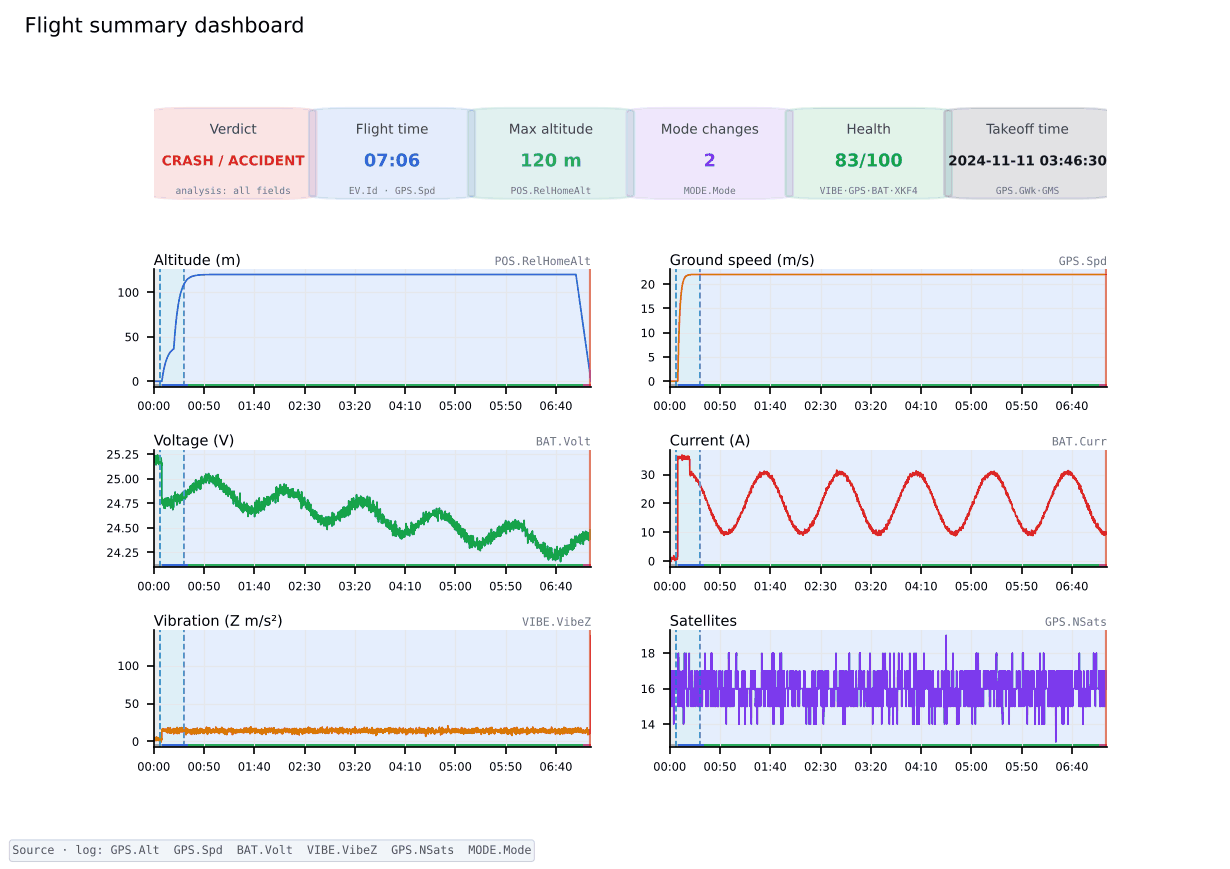 Flight summary dashboard
Verdict Flight time Max altitude Mode changes Health Takeoff time
CRASH / ACCIDENT 07:06 120 m 2 83/100 2024-11-11 03:46:30
analysis: all fields EV.Id · GPS.Spd POS.RelHomeAlt MODE.Mode VIBE·GPS·BAT·XKF4 GPS.GWk·GMS
Altitude (m) POS.RelHomeAlt
100
50
0
00:00 00:50 01:40 02:30 03:20 04:10 05:00 05:50 06:40
Ground speed (m/s) GPS.Spd
20
15
10
5
0
00:00 00:50 01:40 02:30 03:20 04:10 05:00 05:50 06:40
Voltage (V) BAT.Volt
25.25
25.00
24.75
24.50
24.25
00:00 00:50 01:40 02:30 03:20 04:10 05:00 05:50 06:40
Current (A) BAT.Curr
30
20
10
0
00:00 00:50 01:40 02:30 03:20 04:10 05:00 05:50 06:40
Vibration (Z m/s²) VIBE.VibeZ
100
50
0
00:00 00:50 01:40 02:30 03:20 04:10 05:00 05:50 06:40
Satellites GPS.NSats
18
16
14
00:00 00:50 01:40 02:30 03:20 04:10 05:00 05:50 06:40
Source · log: GPS.Alt GPS.Spd BAT.Volt VIBE.VibeZ GPS.NSats MODE.Mode